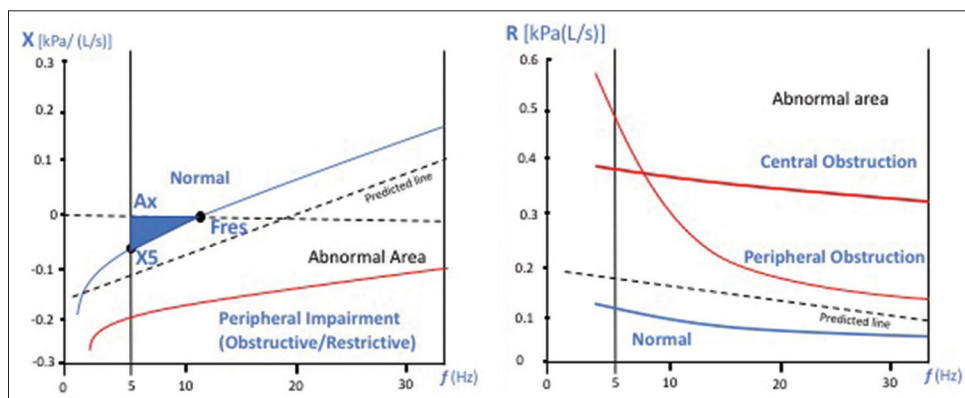 X [kPa/ (L/s)]
0.3
0.2
0.1
0
-0.1
-0.2
-0.3
Normal
Ax
Fres
X5
Predicted line
Abnormal Area
Peripheral Impairment
(Obstructive/Restrictive)
0
5
10
20
30
f (Hz)
R [kPa(L/s)]
0.6
0.5
0.4
0.3
0.2
0.1
0
Abnormal area
Central Obstruction
Peripheral Obstruction
Predicted line
Normal
0
5
10
20
30
f (Hz)